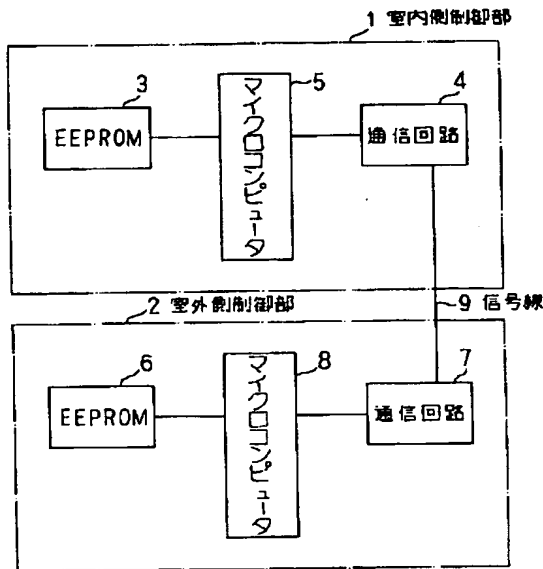 1 室内側制御部
3
EEPROM
5
マイクロコンピュータ
4
通信回路
9 信号線
2 室外側制御部
6
EEPROM
8
マイクロコンピュータ
7
通信回路